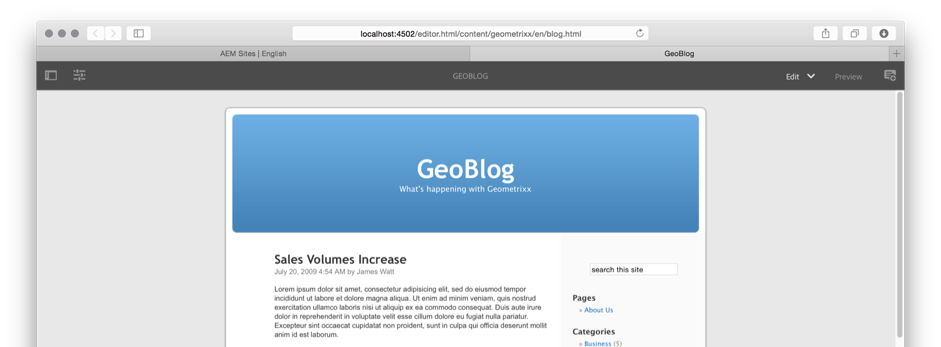 localhost:4502/editor.html/content/geometrixx/en/blog.html
AEM Sites | English
GeoBlog
+
GEOBLOG
Edit
Preview
GeoBlog
What's happening with Geometrixx
Sales Volumes Increase
July 20, 2009 4:54 AM by James Watt
Lorem ipsum dolor sit amet, consectetur adipisicing elit, sed do eiusmod tempor
incididunt ut labore et dolore magna aliqua. Ut enim ad minim veniam, quis nostrud
exercitation ullamco laboris nisi ut aliquip ex ea commodo consequat. Duis aute irure
dolor in reprehenderit in voluptate velit esse cillum dolore eu fugiat nulla pariatur.
Excepteur sint occaecat cupidatat non proident, sunt in culpa qui officia deserunt mollit
anim id est laborum.
search this site
Pages
» About Us
Categories
» Business (5)